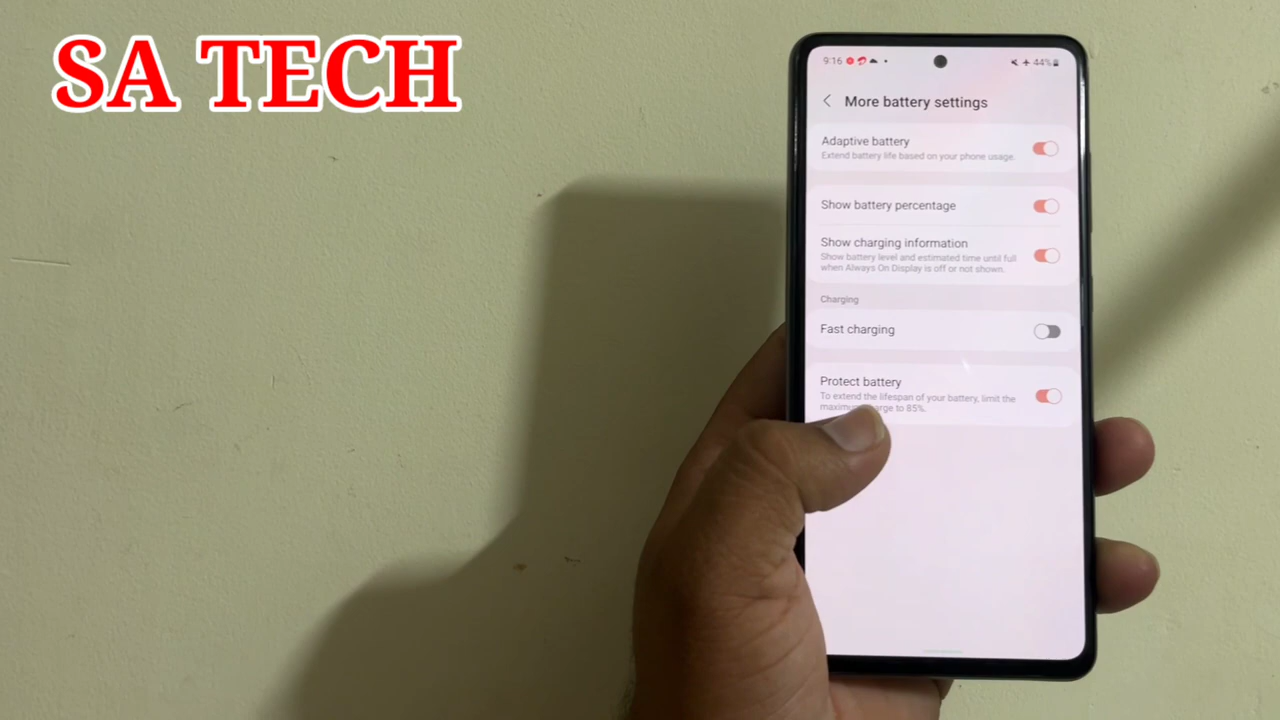 SA TECH
9:16
44%
More battery settings
Adaptive battery
Extend battery life based on your phone usage.
Show battery percentage
Show charging information
Show battery level and estimated time until full
when Always On Display is off or not shown.
Charging
Fast charging
Protect battery
To extend the lifespan of your battery, limit the
to 85%.